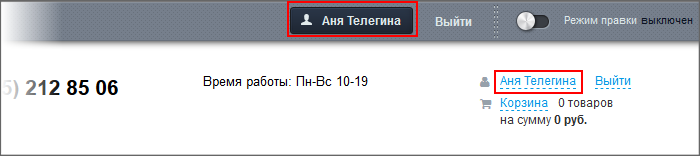 Аня Телегина Выйти Режим правки выключен
5) 212 85 06 Время работы: Пн-Вс 10-19 Аня Телегина Выйти
Корзина 0 товаров
на сумму 0 руб.